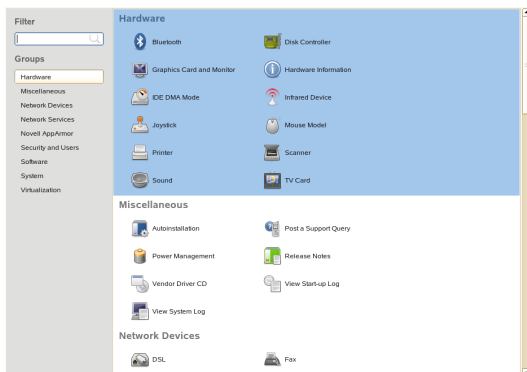 Filter
Groups
Hardware
Miscellaneous
Network Devices
Network Services
Novell AppArmor
Security and Users
Software
System
Virtualization
Hardware
Bluetooth
Disk Controller
Graphics Card and Monitor
Hardware Information
IDE DMA Mode
Infrared Device
Joystick
Mouse Model
Printer
Scanner
Sound
TV Card
Miscellaneous
Autoinstallation
Post a Support Query
Power Management
Release Notes
Vendor Driver CD
View Start-up Log
View System Log
Network Devices
DSL
Fax